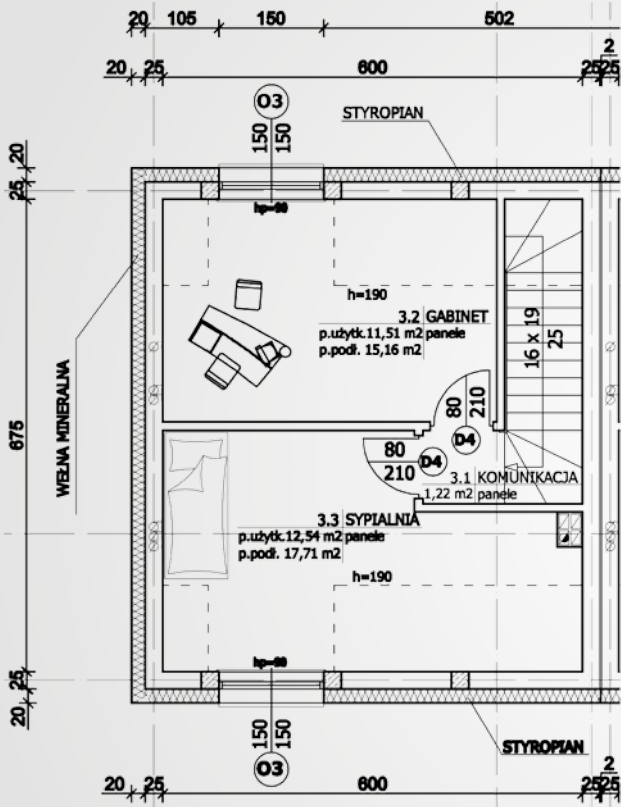 20 105 150 502
2
20 25 600 25 25
O3
150 150
STYROPIAN
20
25
hp=90
h=190
3.2 GABINET
p.użytk.11,51 m2 panele
p.podł. 15,16 m2
16 x 19
25
WEŁNA MINERALNA
675
80
210
D4
80
210
D4
3.1 KOMUNIKACJA
1,22 m2 panele
3.3 SYPIALNIA
p.użytk.12,54 m2 panele
p.podł. 17,71 m2
h=190
hp=90
25
20
150 150
STYROPIAN
O3
2
20 25 600 25 25